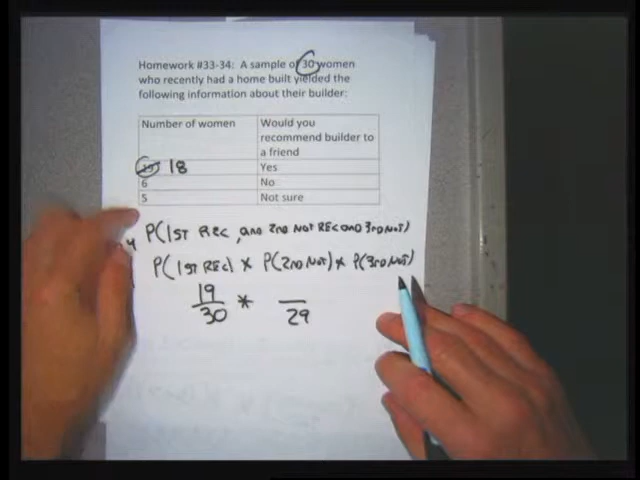 Homework #33-34: A sample of 30 women
who recently had a home built yielded the
following information about their builder:
Number of women Would you
recommend builder to
a friend
19 18 Yes
6 No
5 Not sure
P(1ST REC, AND 2ND NOT REC AND 3RD NOT)
P(1ST REC) * P(2ND NOT) * P(3RD NOT)
19
30 *
29